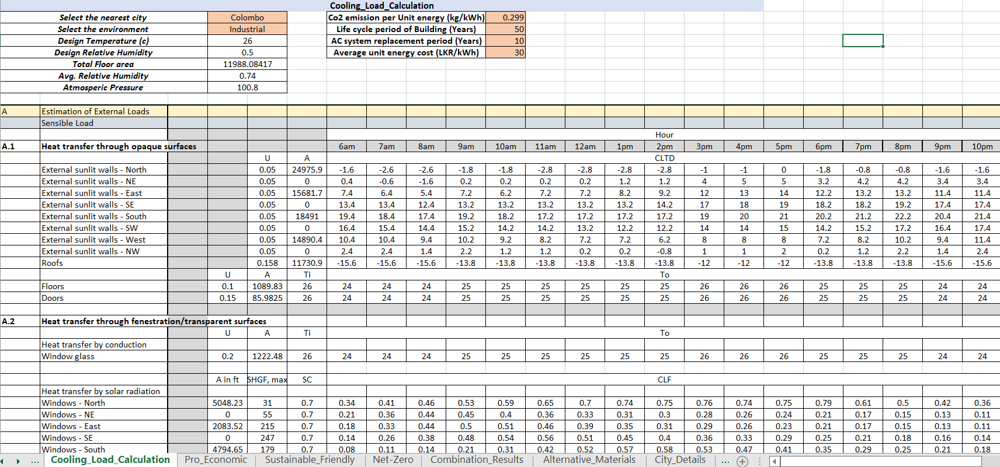 Cooling_Load_Calculation
Select the nearest city Colombo Co2 emission per Unit energy (kg/kWh) 0.299
Select the environment Industrial Life cycle period of Building (Years) 50
Design Temperature (c) 26 AC system replacement period (Years) 10
Design Relative Humidity 0.5 Average unit energy cost (LKR/kWh) 30
Total Floor area 11988.08417
Avg. Relative Humidity 0.74
Atmosperic Pressure 100.8
A Estimation of External Loads
Sensible Load
Hour
A.1 Heat transfer through opaque surfaces 6am 7am 8am 9am 10am 11am 12am 1pm 2pm 3pm 4pm 5pm 6pm 7pm 8pm 9pm 10pm
U A CLTD
External sunlit walls - North 0.05 24975.9 -1.6 -2.6 -2.6 -1.8 -1.8 -2.8 -2.8 -2.8 -2.8 -1 -1 0 -1.8 -0.8 -0.8 -1.6 -1.6
External sunlit walls - NE 0.05 0 0.4 -0.6 -1.6 0.2 0.2 0.2 0.2 1.2 1.2 4 5 5 3.2 4.2 4.2 3.4 3.4
External sunlit walls - East 0.05 15681.7 7.4 6.4 5.4 7.2 6.2 7.2 7.2 8.2 9.2 12 13 14 12.2 13.2 13.2 11.4 11.4
External sunlit walls - SE 0.05 0 13.4 13.4 12.4 13.2 13.2 13.2 13.2 13.2 14.2 17 18 19 18.2 18.2 19.2 17.4 17.4
External sunlit walls - South 0.05 18491 19.4 18.4 17.4 19.2 18.2 17.2 17.2 17.2 17.2 19 20 21 20.2 21.2 22.2 20.4 21.4
External sunlit walls - SW 0.05 0 16.4 15.4 14.4 15.2 14.2 14.2 13.2 12.2 12.2 14 14 15 14.2 15.2 17.2 16.4 17.4
External sunlit walls - West 0.05 14890.4 10.4 10.4 9.4 10.2 9.2 8.2 7.2 7.2 6.2 8 8 8 7.2 8.2 10.2 9.4 11.4
External sunlit walls - NW 0.05 0 2.4 2.4 1.4 2.2 1.2 1.2 0.2 0.2 -0.8 1 1 2 0.2 1.2 2.2 1.4 2.4
Roofs 0.158 11730.9 -15.6 -15.6 -15.6 -13.8 -13.8 -13.8 -13.8 -13.8 -13.8 -12 -12 -12 -13.8 -13.8 -13.8 -15.6 -15.6
U A Ti To
Floors 0.1 1089.83 26 24 24 24 25 25 25 25 25 25 26 26 26 25 25 25 24 24
Doors 0.15 85.9825 26 24 24 24 25 25 25 25 25 25 26 26 26 25 25 25 24 24
A.2 Heat transfer through fenestration/transparent surfaces
U A Ti To
Heat transfer by conduction
Window glass 0.2 1222.48 26 24 24 24 25 25 25 25 25 25 26 26 26 25 25 25 24 24
A in ft SHGF, max SC CLF
Heat transfer by solar radiation
Windows - North 5048.23 31 0.7 0.34 0.41 0.46 0.53 0.59 0.65 0.7 0.74 0.75 0.76 0.74 0.75 0.79 0.61 0.5 0.42 0.36
Windows - NE 0 55 0.7 0.21 0.36 0.44 0.45 0.4 0.36 0.33 0.31 0.3 0.28 0.26 0.24 0.21 0.17 0.15 0.13 0.11
Windows - East 2083.52 215 0.7 0.18 0.33 0.44 0.5 0.51 0.46 0.39 0.35 0.31 0.29 0.26 0.23 0.21 0.17 0.15 0.13 0.11
Windows - SE 0 247 0.7 0.14 0.26 0.38 0.48 0.54 0.56 0.51 0.45 0.4 0.36 0.33 0.29 0.25 0.21 0.18 0.16 0.14
Windows - South 4794.65 179 0.7 0.08 0.11 0.14 0.21 0.31 0.42 0.52 0.57 0.58 0.53 0.47 0.41 0.35 0.29 0.25 0.21 0.18
... Cooling_Load_Calculation Pro_Economic Sustainable_Friendly Net-Zero Combination_Results Alternative_Materials City_Details ...